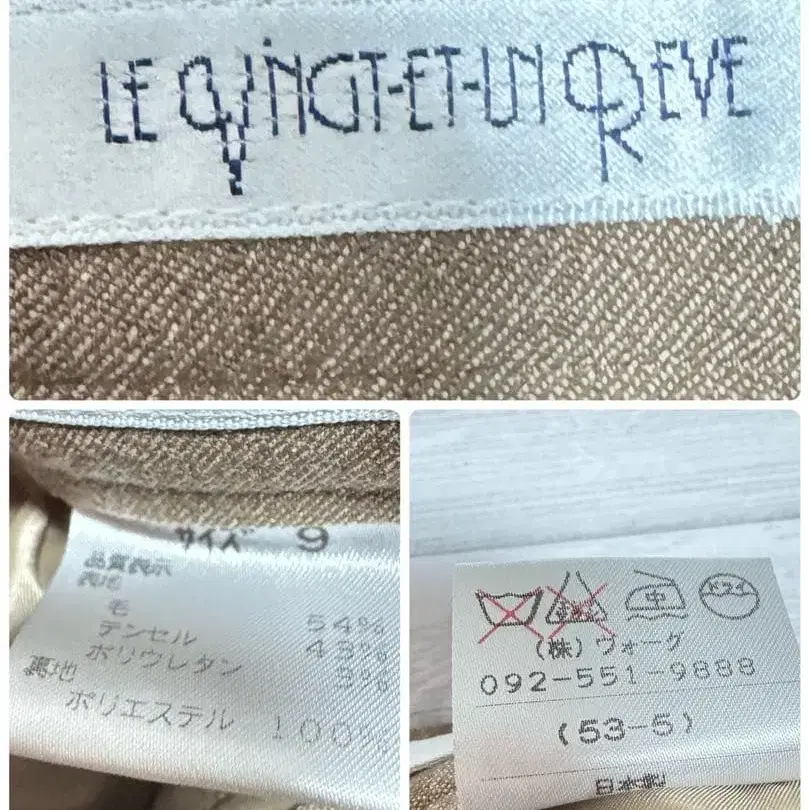 LE VINGT-ET-UN REVE
サイズ 9
品質表示
表地
毛 54%
テンセル 43%
ポリウレタン 3%
裏地
ポリエステル 100%
中
(株)ヴォーグ
092-551-9888
(53-5)
日本製